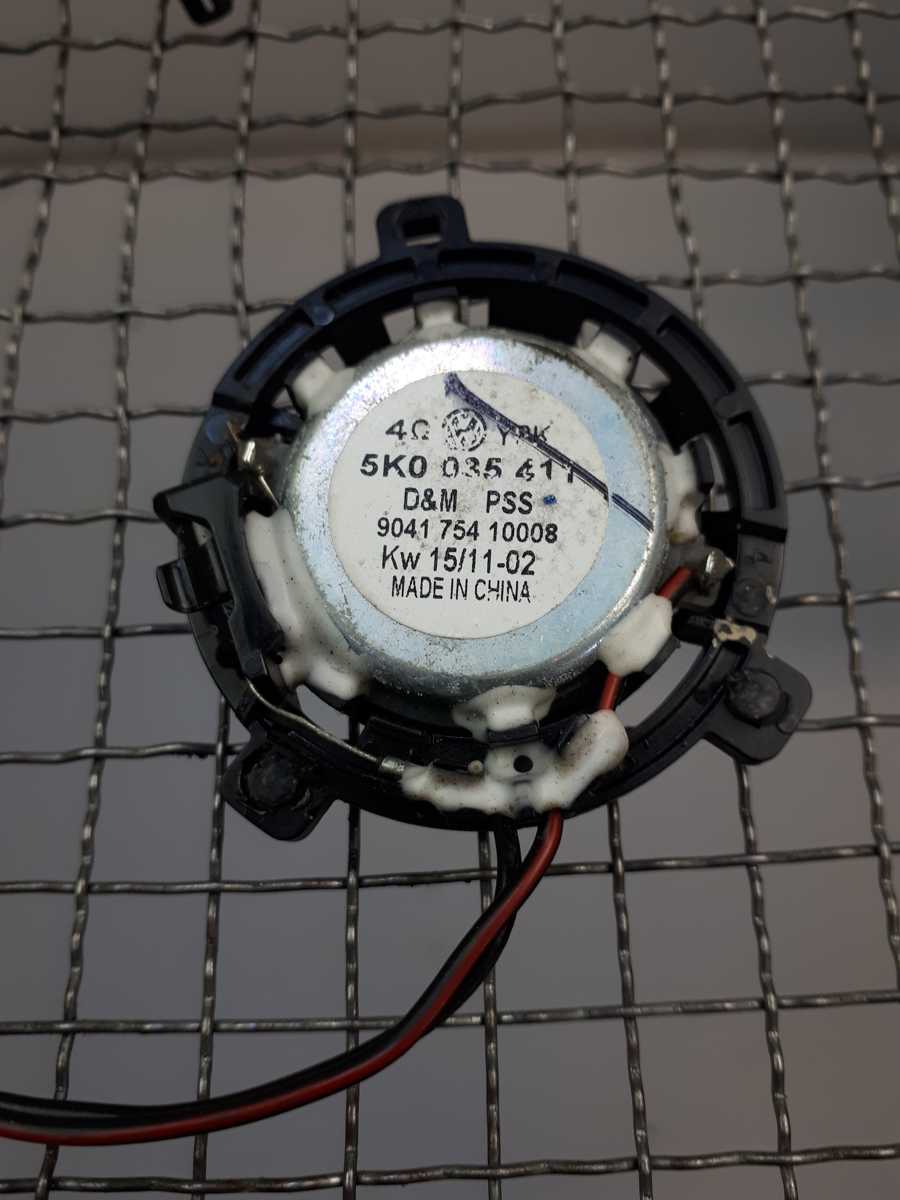 4Ω
5K0 035 411
D&M PSS
9041 754 10008
Kw 15/11-02
MADE IN CHINA